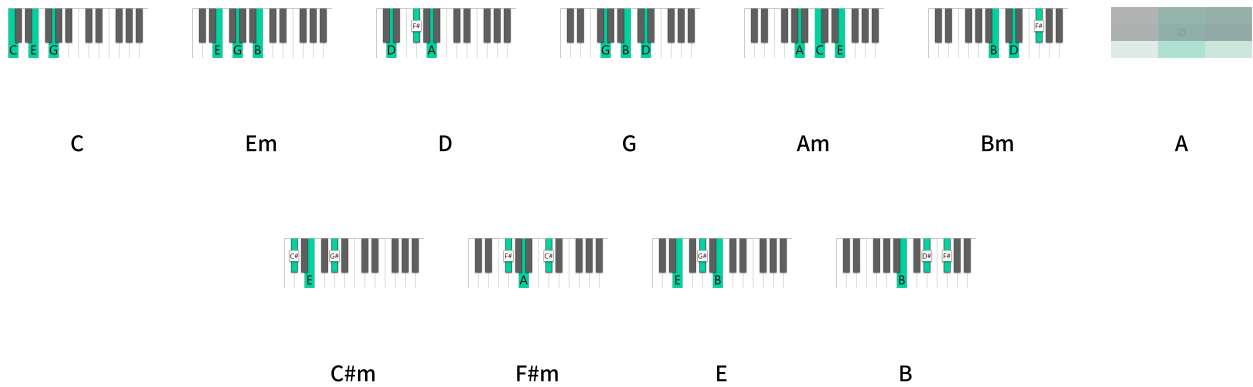 F#
F#
C E G
E G B
D A
G B D
A C E
B D
C Em D G Am Bm A
C# G#
F# C#
G#
D# F#
E
A
E B
B
C#m F#m E B